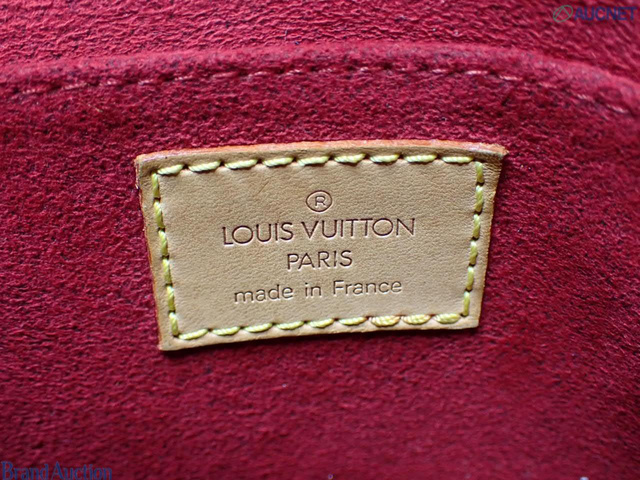 AUCNET
®
LOUIS VUITTON
PARIS
made in France
Brand Auction